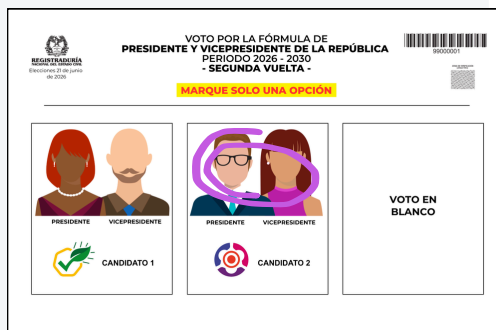 REGISTRADURÍA
NACIONAL DEL ESTADO CIVIL
Elecciones 21 de junio
de 2026
VOTO POR LA FÓRMULA DE
PRESIDENTE Y VICEPRESIDENTE DE LA REPÚBLICA
PERIODO 2026 - 2030
- SEGUNDA VUELTA -
MARQUE SOLO UNA OPCIÓN
99000001
PRESIDENTE VICEPRESIDENTE
CANDIDATO 1
PRESIDENTE VICEPRESIDENTE
CANDIDATO 2
VOTO EN
BLANCO